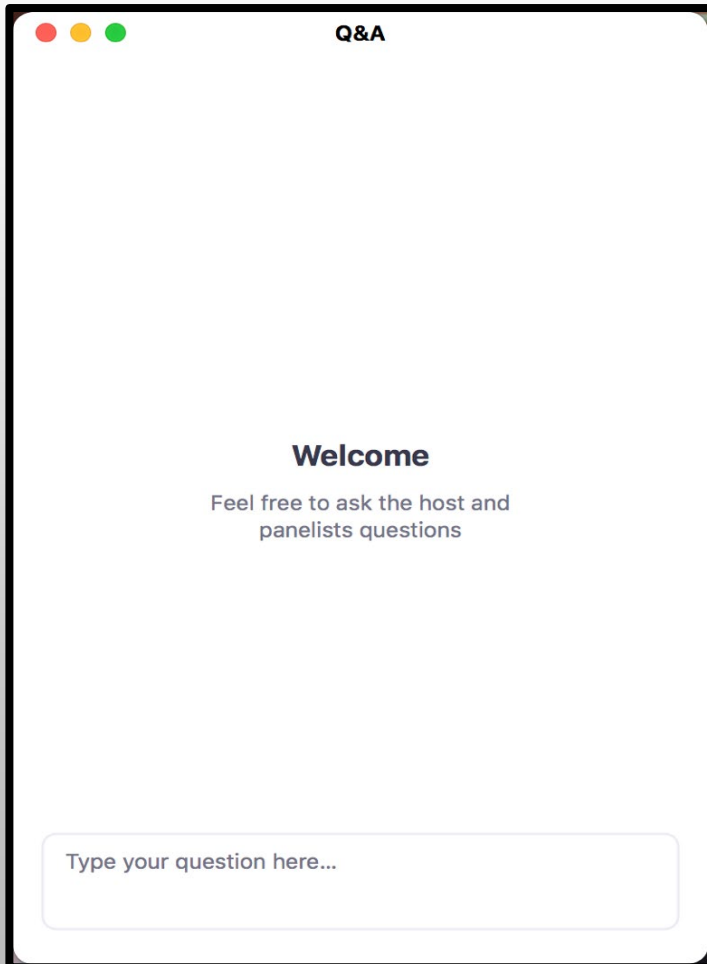 Q&A
Welcome
Feel free to ask the host and
panelists questions
Type your question here...